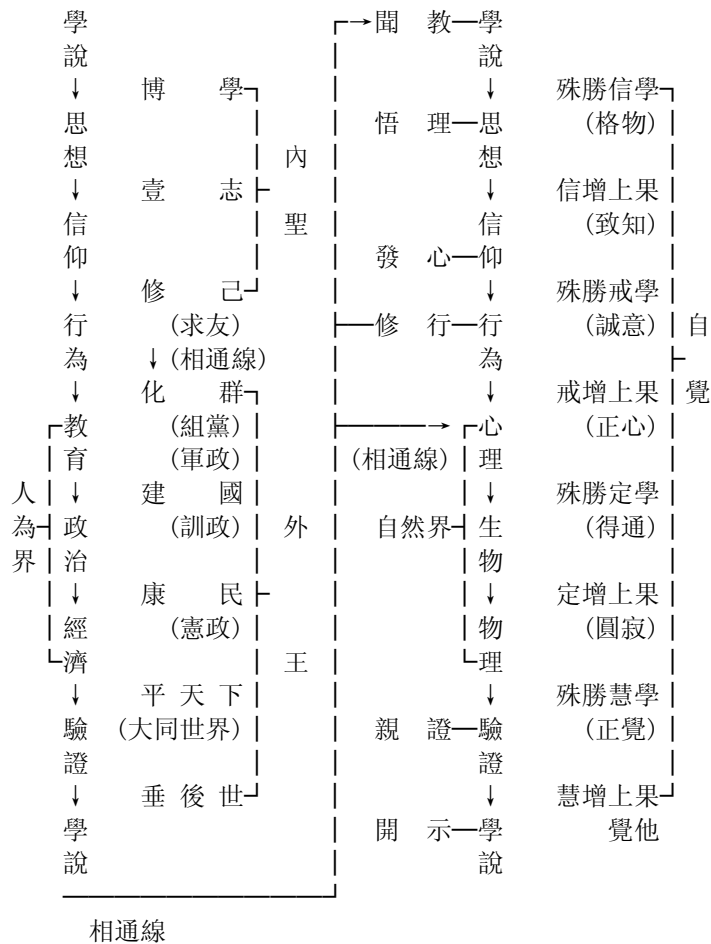 學說
↓
思想
↓
信仰
↓
行為
↓
教育
↓
政治
↓
經濟
↓
驗證
↓
學說
人為界
博學
壹志
修己
(求友)
↓(相通線)
化群
(組黨)
(軍政)
建國
(訓政)
康民
(憲政)
平天下
(大同世界)
垂後世
內聖
外王
相通線
→聞教
悟理
發心
修行
→
(相通線)
自然界
親證
開示
學說
↓
思想
↓
信仰
↓
行為
↓
心理
↓
生物
↓
物理
↓
驗證
↓
學說
殊勝信學
(格物)
信增上果
(致知)
殊勝戒學
(誠意)
戒增上果
(正心)
殊勝定學
(得通)
定增上果
(圓寂)
殊勝慧學
(正覺)
慧增上果
覺他
自覺